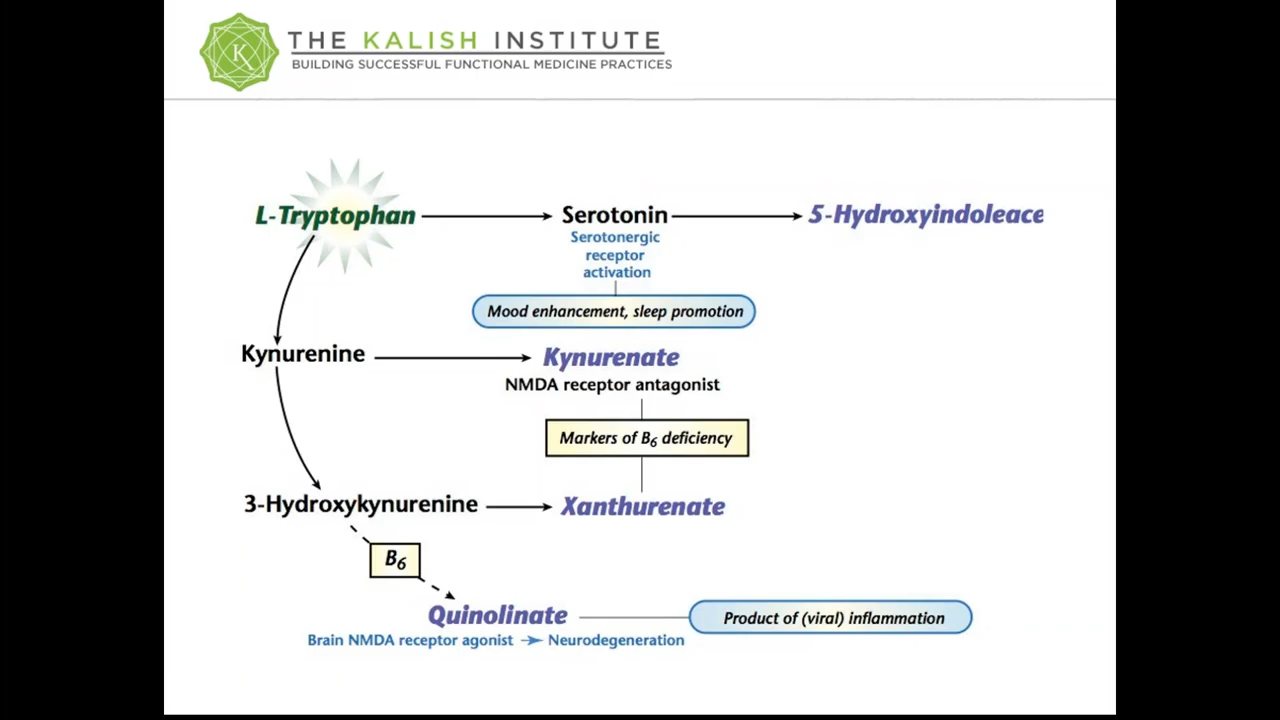 THE KALISH INSTITUTE
BUILDING SUCCESSFUL FUNCTIONAL MEDICINE PRACTICES
L-Tryptophan
Serotonin
5-Hydroxyindoleace
Serotonergic
receptor
activation
Mood enhancement, sleep promotion
Kynurenine
Kynurenate
NMDA receptor antagonist
Markers of B₆ deficiency
3-Hydroxykynurenine
Xanthurenate
B₆
Quinolinate
Product of (viral) inflammation
Brain NMDA receptor agonist → Neurodegeneration